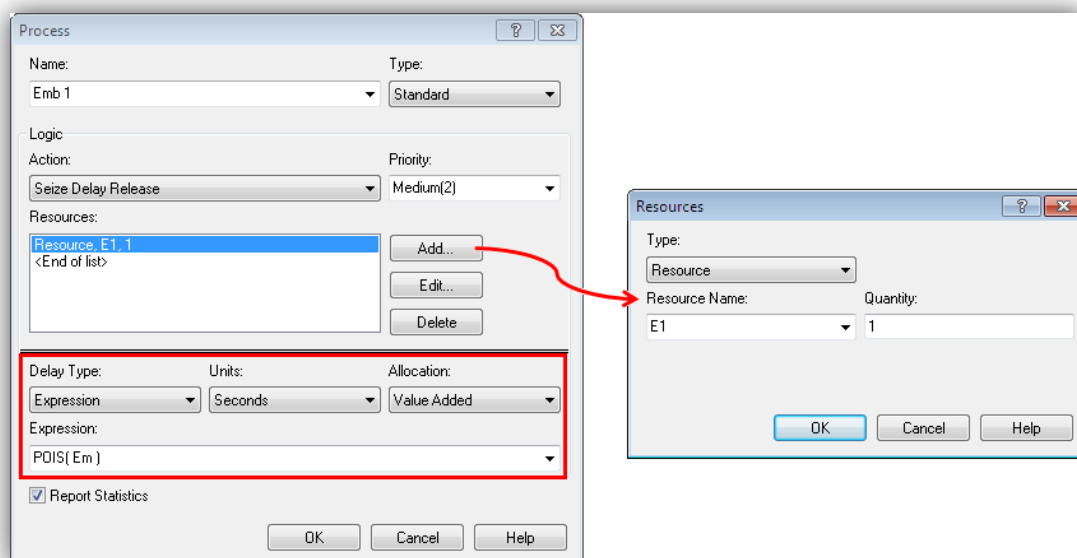 Process
Name:
Type:
Emb 1
Standard
Logic
Action:
Priority:
Seize Delay Release
Medium(2)
Resources:
Resource, E1, 1
<End of list>
Add...
Edit...
Delete
Delay Type:
Units:
Allocation:
Expression
Seconds
Value Added
Expression:
POIS( Em )
Report Statistics
OK
Cancel
Help
Resources
Type:
Resource
Resource Name:
Quantity:
E1
1
OK
Cancel
Help